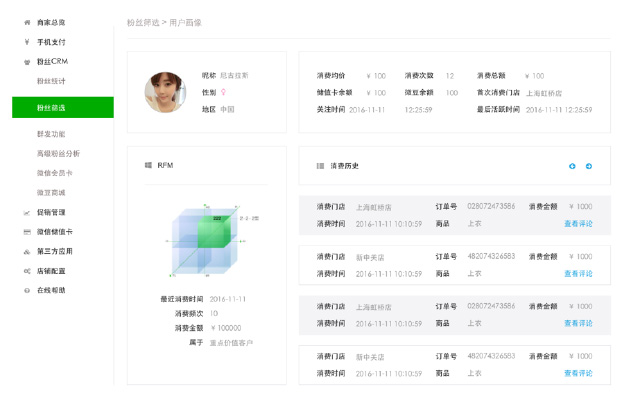 商家总览
¥ 手机支付
粉丝CRM
粉丝统计
粉丝筛选
群发功能
高级粉丝分析
微信会员卡
微豆商城
促销管理
微信储值卡
第三方应用
店铺配置
在线帮助
粉丝筛选 > 用户画像
昵称 尼古拉斯
性别 ♀
地区 中国
消费均价 ¥ 100 消费次数 12 消费总额 ¥ 100
储值卡余额 ¥ 100 微豆余额 100 首次消费门店 上海虹桥店
关注时间 2016-11-11 12:25:59 最后活跃时间 2016-11-11 12:25:59
RFM
最近消费时间 2016-11-11
消费频次 10
消费金额 ¥ 100000
属于 重点价值客户
消费历史
消费门店 上海虹桥店 订单号 028072473586 消费金额 ¥ 1000
消费时间 2016-11-11 10:10:59 商品 上衣 查看评论
消费门店 新中关店 订单号 482074326583 消费金额 ¥ 1000
消费时间 2016-11-11 10:10:59 商品 上衣 查看评论
消费门店 上海虹桥店 订单号 028072473586 消费金额 ¥ 1000
消费时间 2016-11-11 10:10:59 商品 上衣 查看评论
消费门店 新中关店 订单号 482074326583 消费金额 ¥ 1000
消费时间 2016-11-11 10:10:59 商品 上衣 查看评论